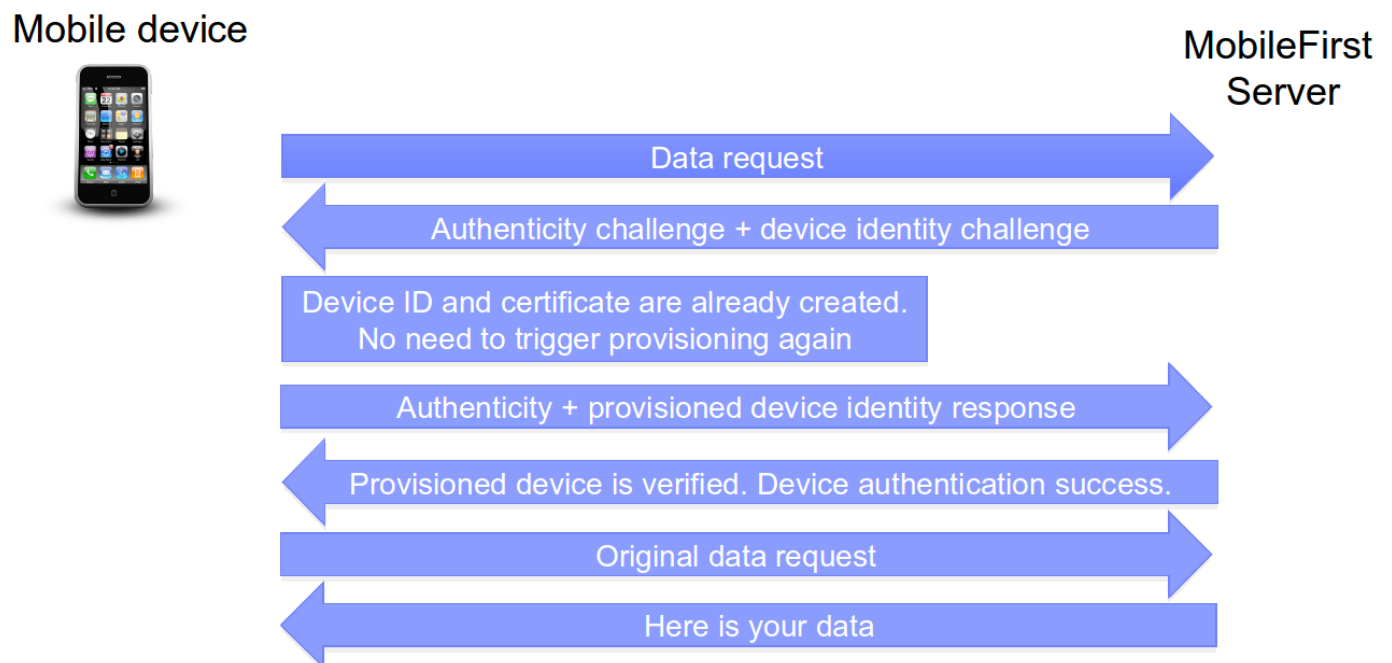 Mobile device
MobileFirst
Server
Data request
Authenticity challenge + device identity challenge
Device ID and certificate are already created.
No need to trigger provisioning again
Authenticity + provisioned device identity response
Provisioned device is verified. Device authentication success.
Original data request
Here is your data